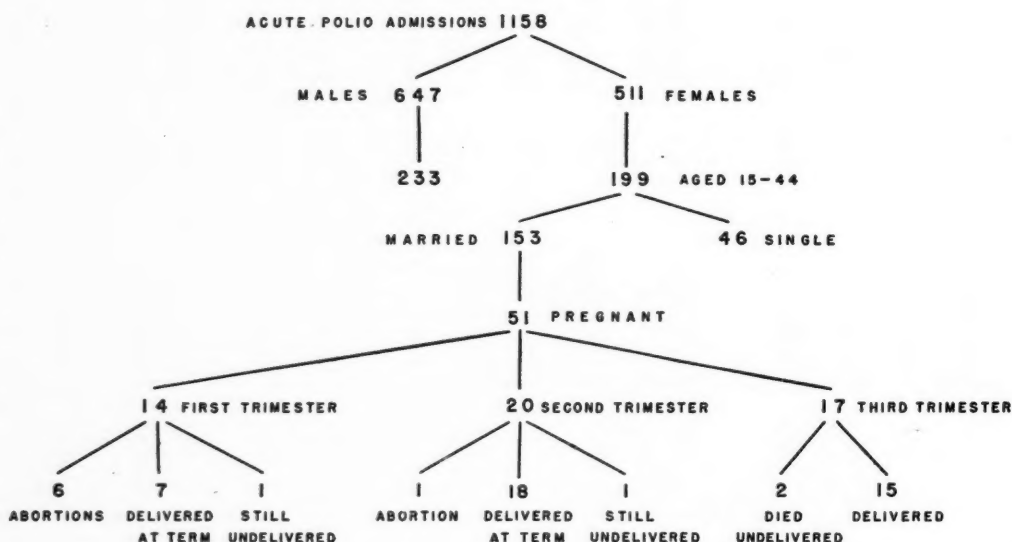 ACUTE POLIO ADMISSIONS 1158
MALES 647 511 FEMALES
233 199 AGED 15-44
MARRIED 153 46 SINGLE
51 PREGNANT
14 FIRST TRIMESTER 20 SECOND TRIMESTER 17 THIRD TRIMESTER
6 7 1 1 18 1 2 15
ABORTIONS DELIVERED STILL ABORTION DELIVERED STILL DIED DELIVERED
AT TERM UNDELIVERED AT TERM UNDELIVERED UNDELIVERED